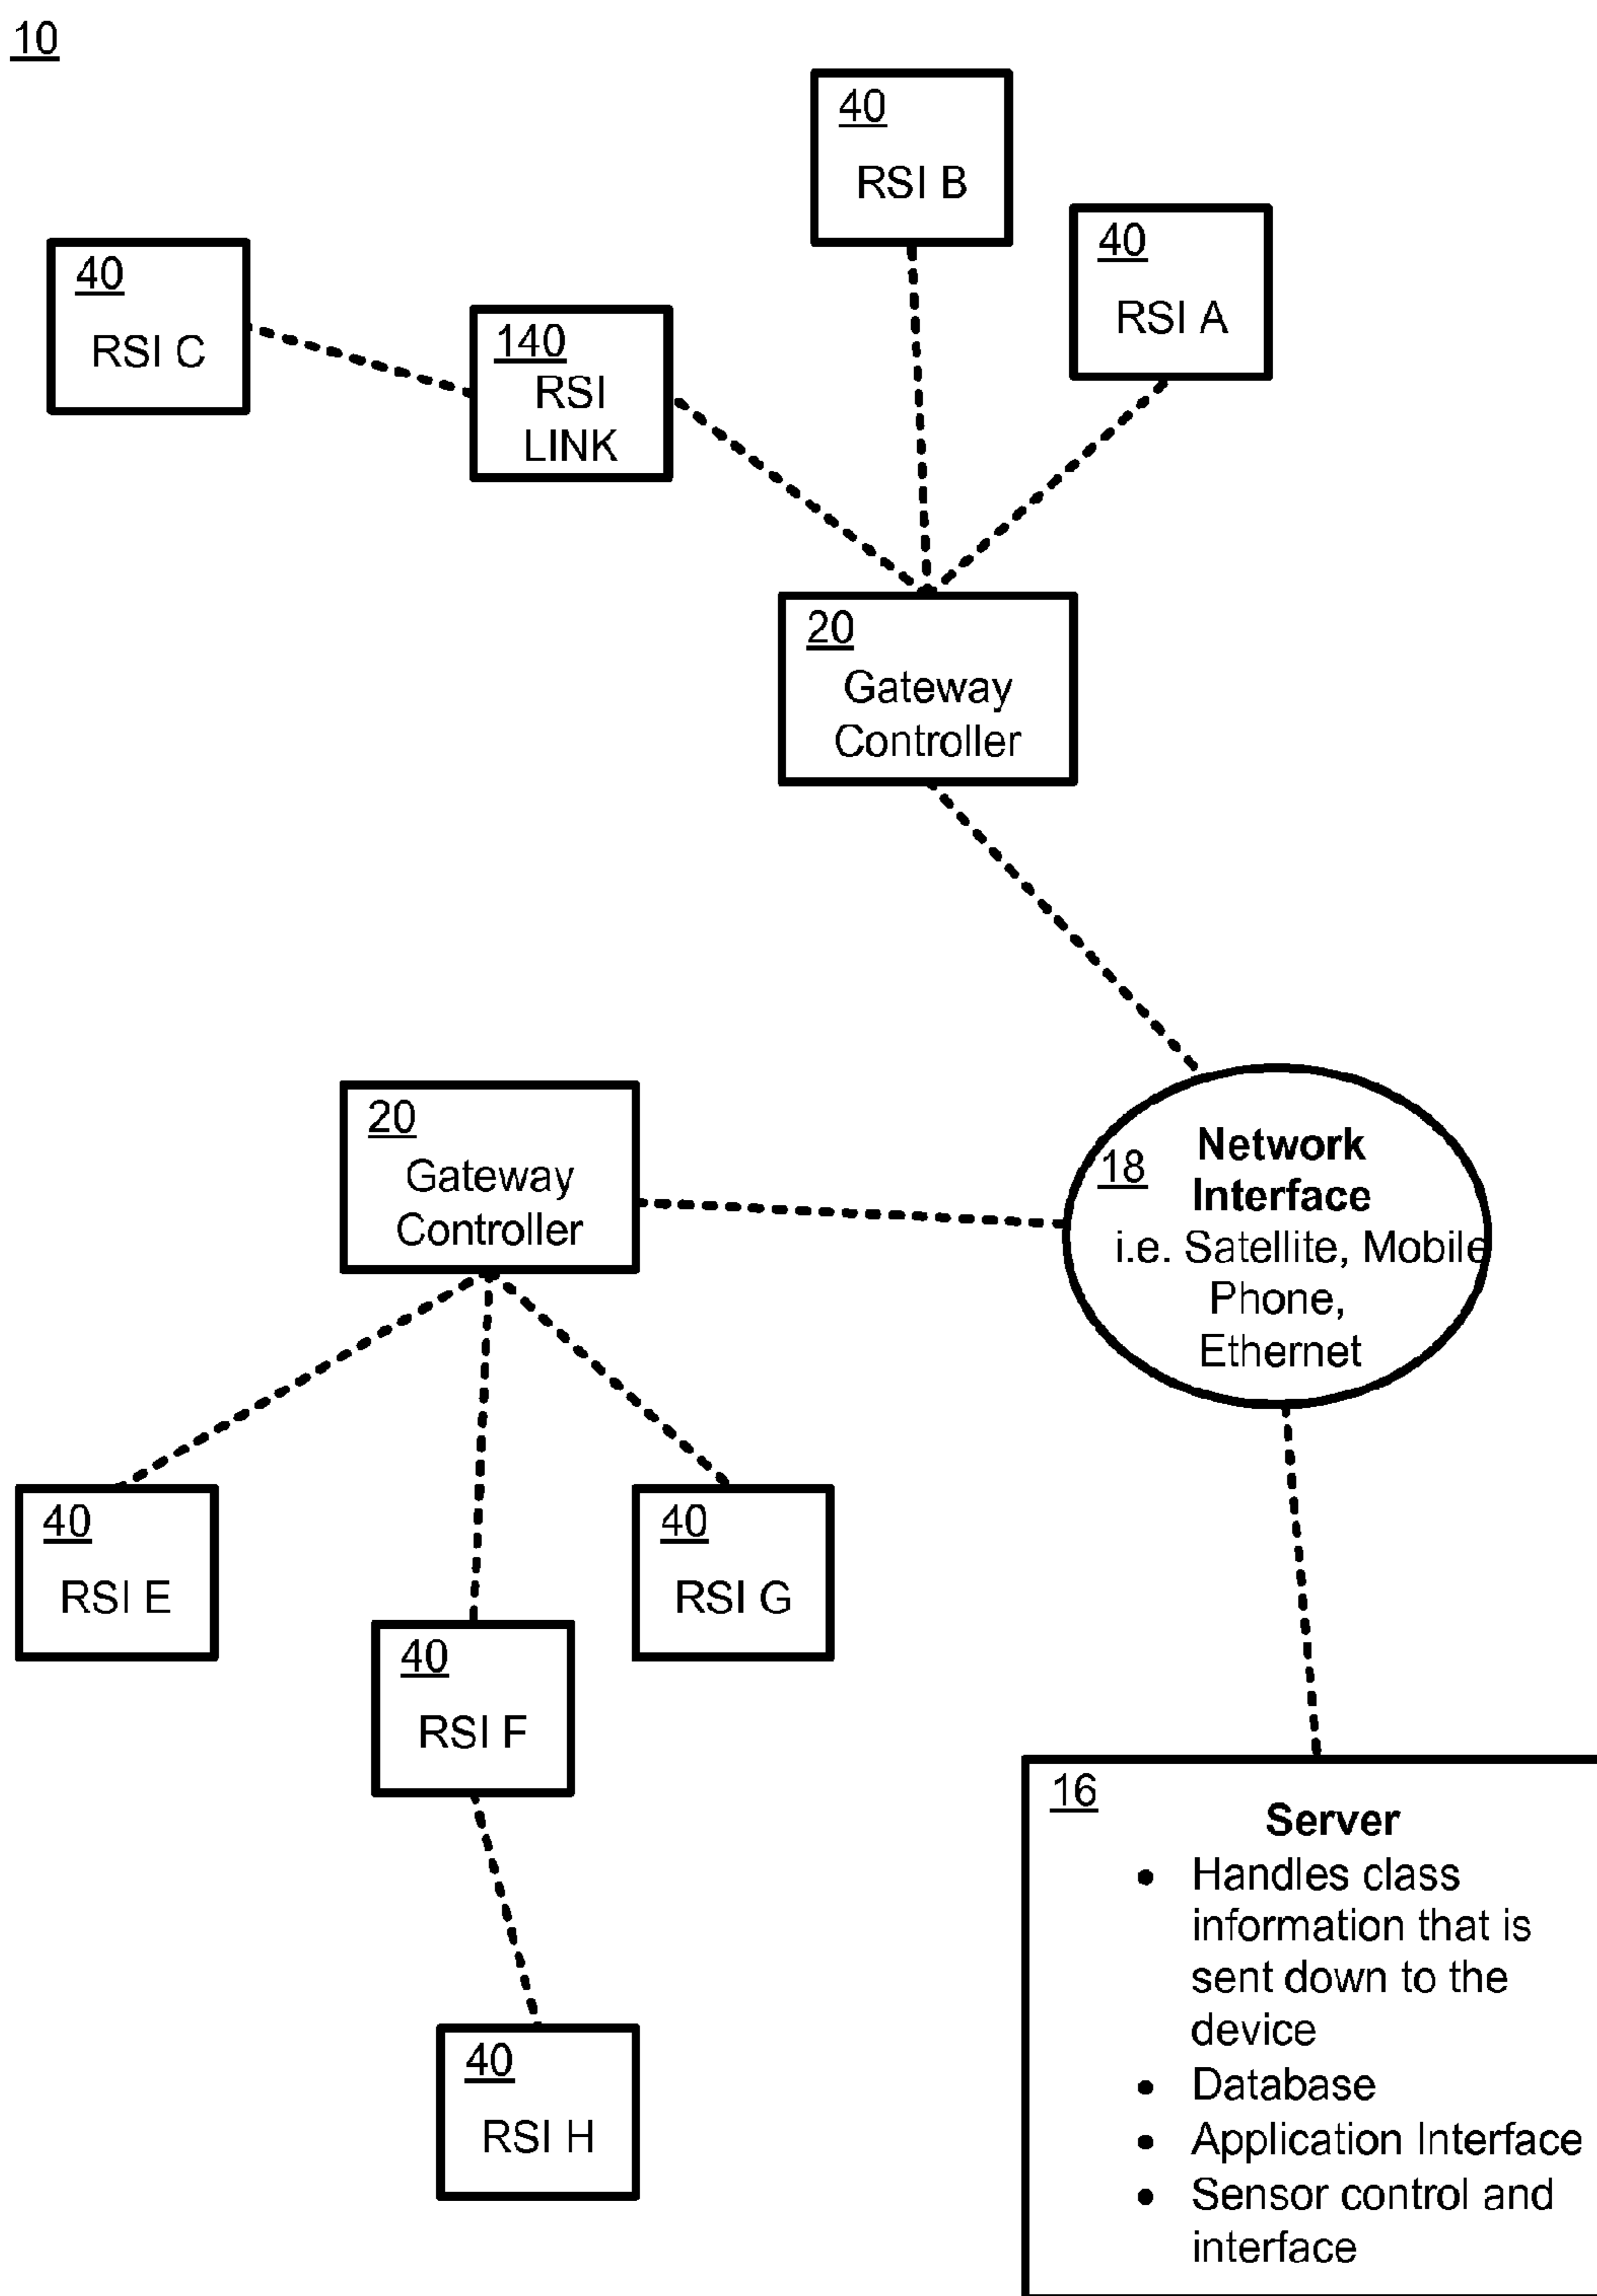 10
40
RSI B
40
RSI A
40
RSI C
140
RSI
LINK
20
Gateway
Controller
20
Gateway
Controller
18
Network
Interface
i.e. Satellite, Mobile
Phone,
Ethernet
40
RSI E
40
RSI G
40
RSI F
40
RSI H
16
Server
• Handles class
information that is
sent down to the
device
• Database
• Application Interface
• Sensor control and
interface